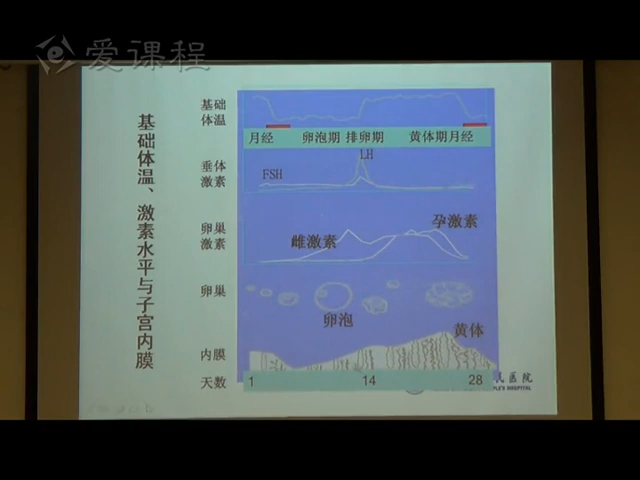 爱课程
基础体温、激素水平与子宫内膜
基础
体温
月经 卵泡期 排卵期 黄体期 月经
垂体
激素
FSH
LH
卵巢
激素
雌激素
孕激素
卵巢
卵泡
黄体
内膜
天数
1 14 28
民医院
PLE'S HOSPITAL